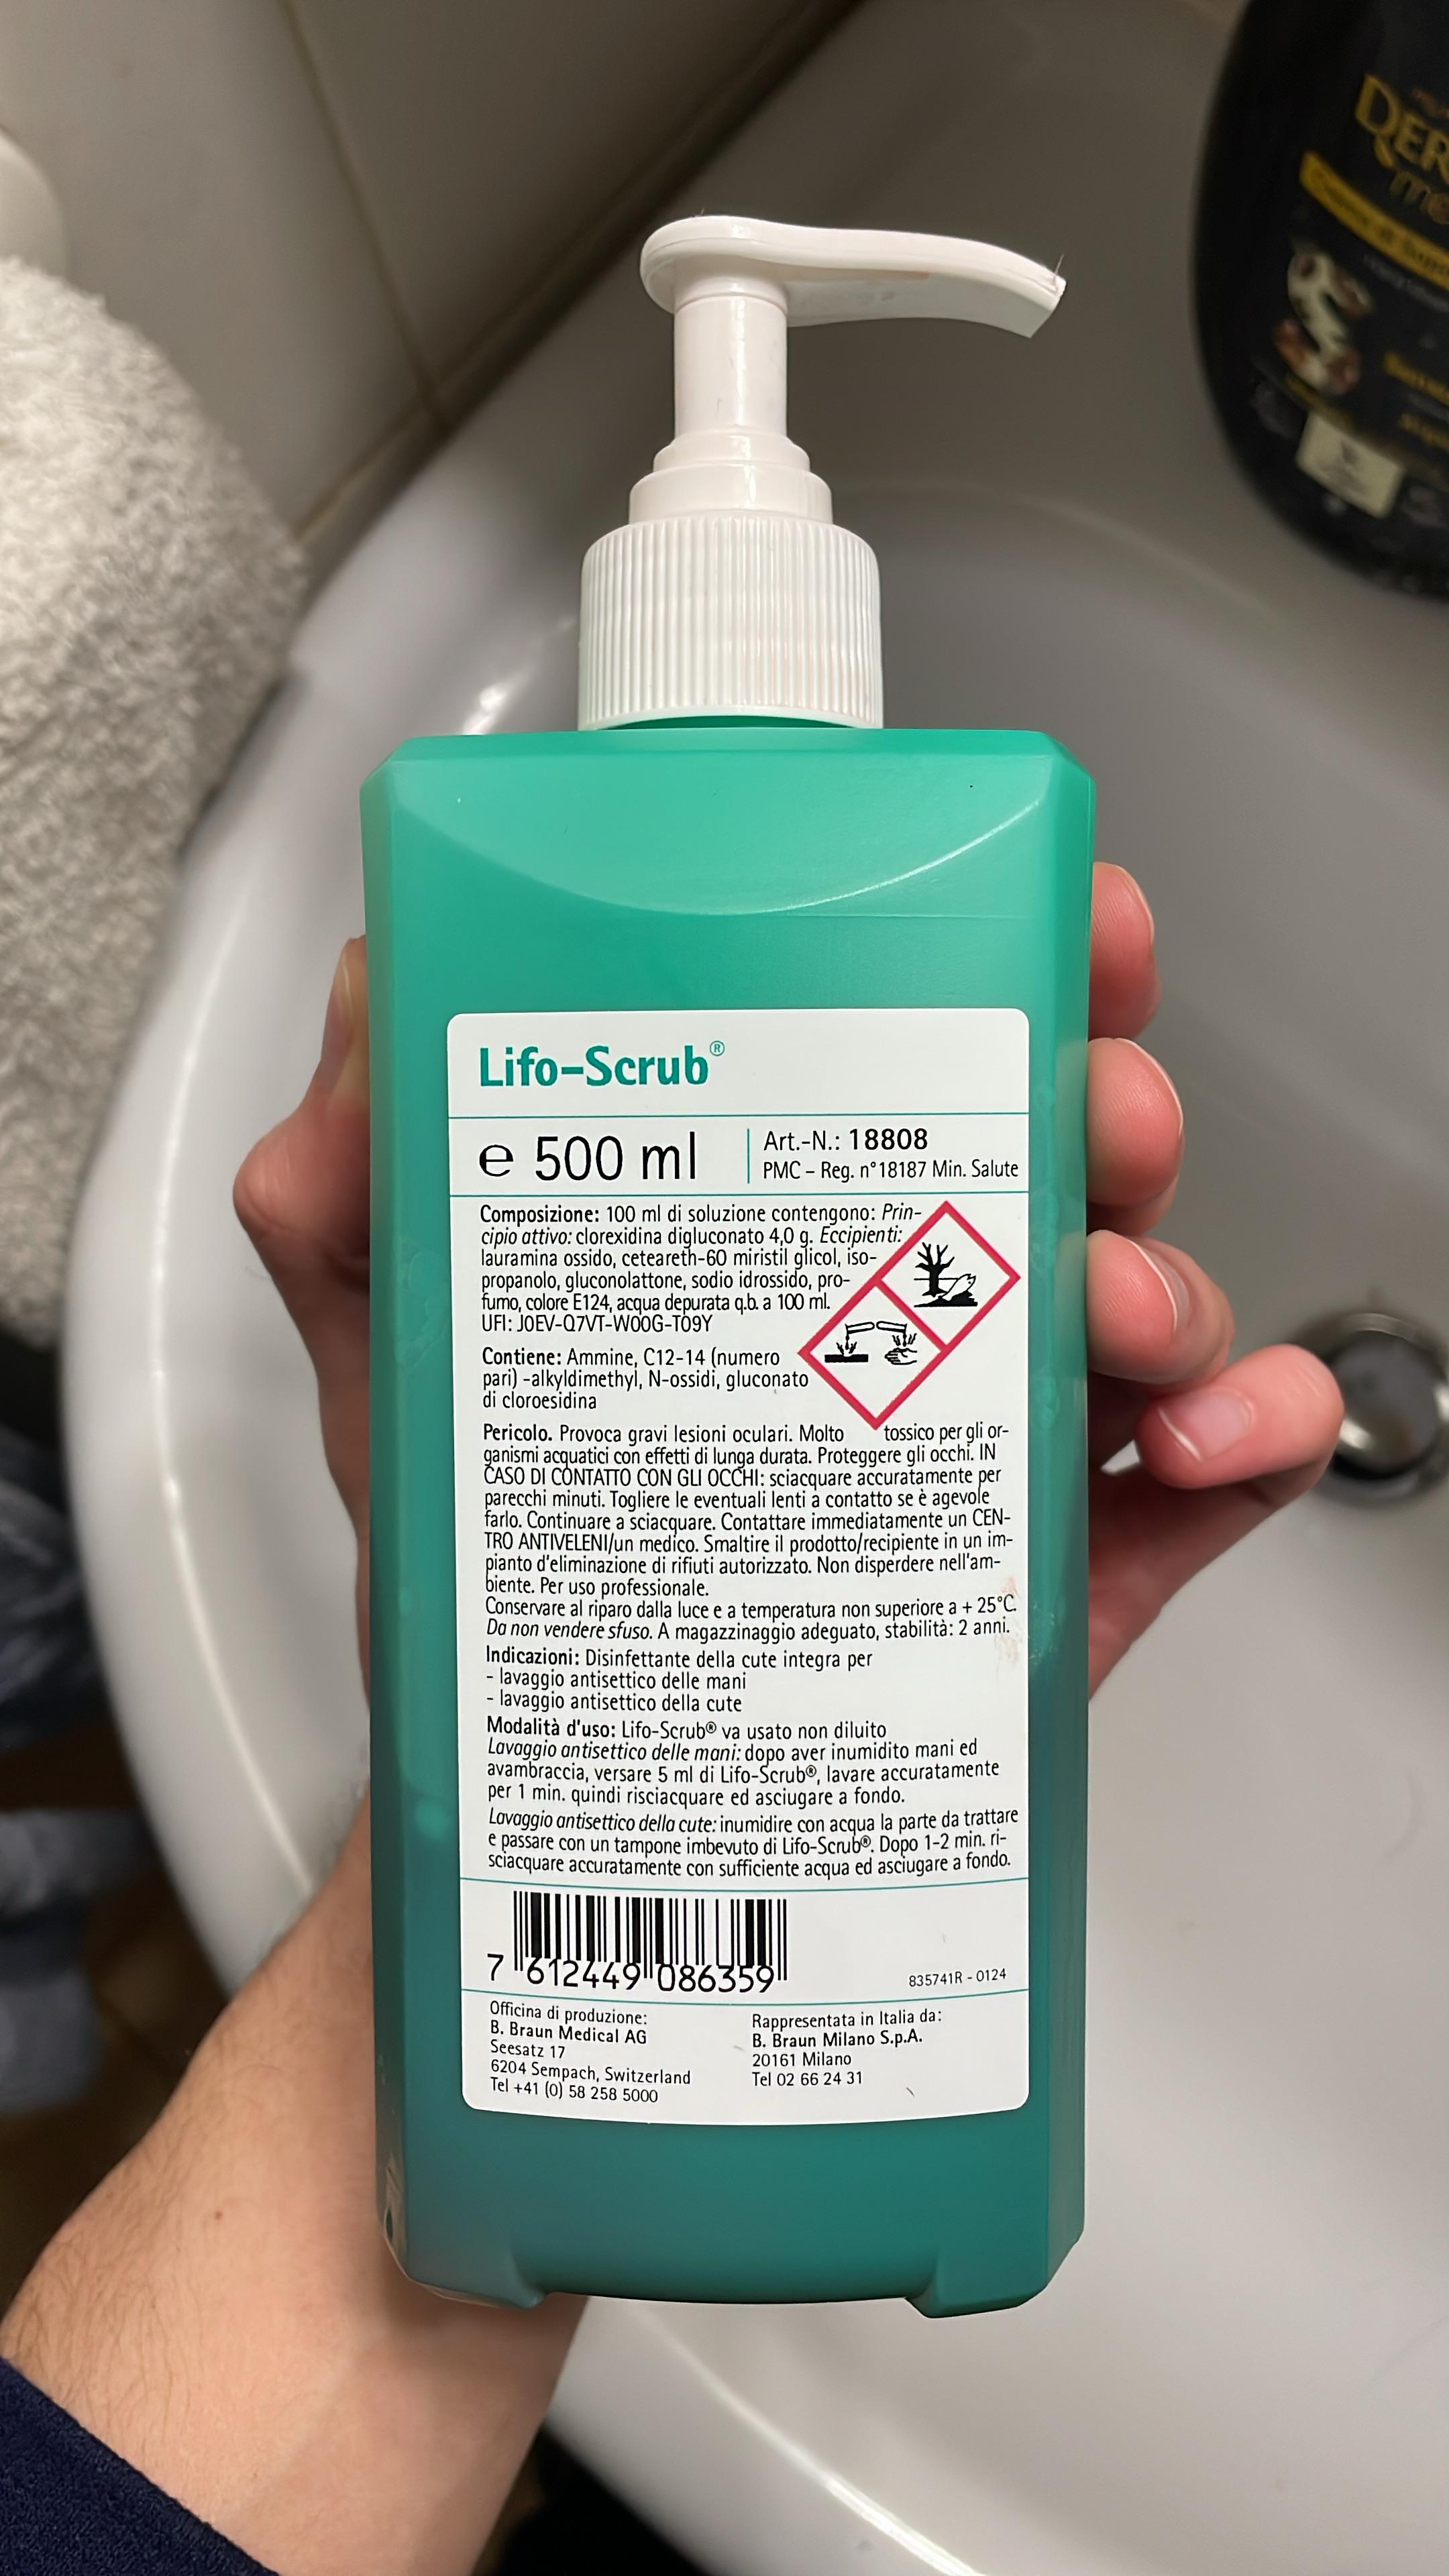 Lifo-Scrub®
℮ 500 ml
Art.-N.: 18808
PMC – Reg. n°18187 Min. Salute
Composizione: 100 ml di soluzione contengono: Prin-
cipio attivo: clorexidina digluconato 4,0 g. Eccipienti:
lauramina ossido, ceteareth-60 miristil glicol, iso-
propanolo, gluconolattone, sodio idrossido, pro-
fumo, colore E124, acqua depurata q.b. a 100 ml.
UFI: J0EV-Q7VT-W00G-T09Y
Contiene: Ammine, C12-14 (numero
pari) -alkyldimethyl, N-ossidi, gluconato
di cloroesidina
Pericolo. Provoca gravi lesioni oculari. Molto tossico per gli or-
ganismi acquatici con effetti di lunga durata. Proteggere gli occhi. IN
CASO DI CONTATTO CON GLI OCCHI: sciacquare accuratamente per
parecchi minuti. Togliere le eventuali lenti a contatto se è agevole
farlo. Continuare a sciacquare. Contattare immediatamente un CEN-
TRO ANTIVELENI/un medico. Smaltire il prodotto/recipiente in un im-
pianto d'eliminazione di rifiuti autorizzato. Non disperdere nell'am-
biente. Per uso professionale.
Conservare al riparo dalla luce e a temperatura non superiore a + 25°C.
Da non vendere sfuso. A magazzinaggio adeguato, stabilità: 2 anni.
Indicazioni: Disinfettante della cute integra per
- lavaggio antisettico delle mani
- lavaggio antisettico della cute
Modalità d'uso: Lifo-Scrub® va usato non diluito
Lavaggio antisettico delle mani: dopo aver inumidito mani ed
avambraccia, versare 5 ml di Lifo-Scrub®, lavare accuratamente
per 1 min. quindi risciacquare ed asciugare a fondo.
Lavaggio antisettico della cute: inumidire con acqua la parte da trattare
e passare con un tampone imbevuto di Lifo-Scrub®. Dopo 1-2 min. ri-
sciacquare accuratamente con sufficiente acqua ed asciugare a fondo.
7 612449 086359
835741R - 0124
Officina di produzione:
B. Braun Medical AG
Seesatz 17
6204 Sempach, Switzerland
Tel +41 (0) 58 258 5000
Rappresentata in Italia da:
B. Braun Milano S.p.A.
20161 Milano
Tel 02 66 24 31